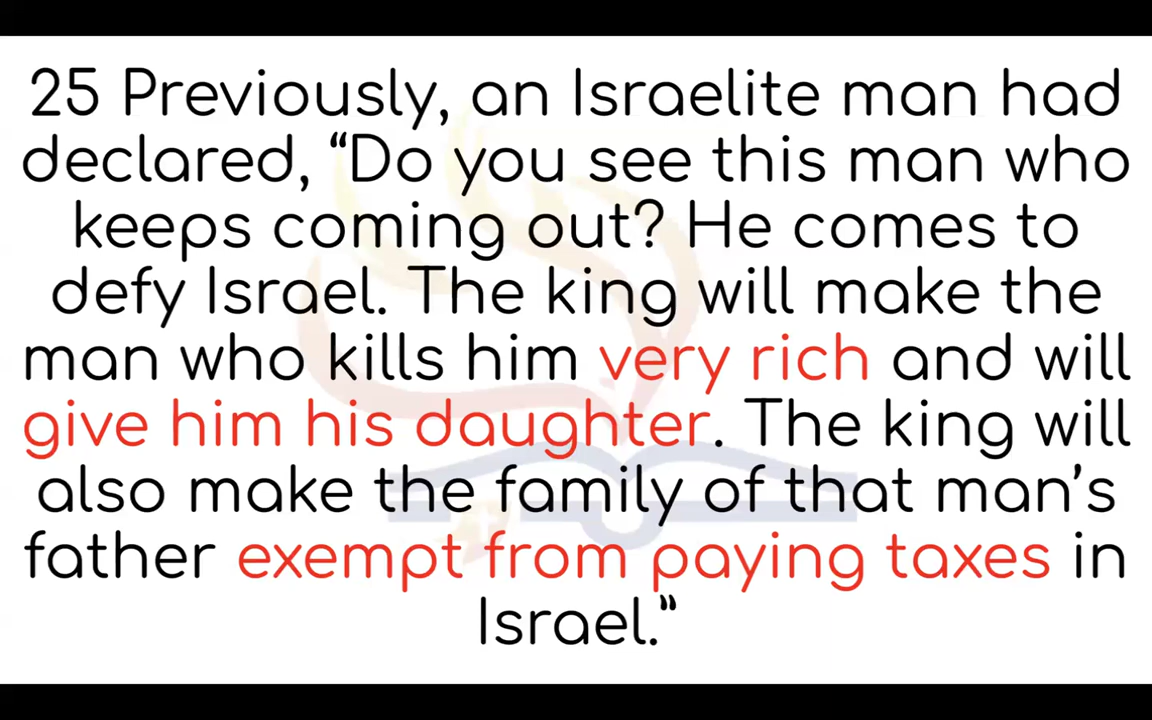 25 Previously, an Israelite man had
declared, “Do you see this man who
keeps coming out? He comes to
defy Israel. The king will make the
man who kills him very rich and will
give him his daughter. The king will
also make the family of that man’s
father exempt from paying taxes in
Israel.”